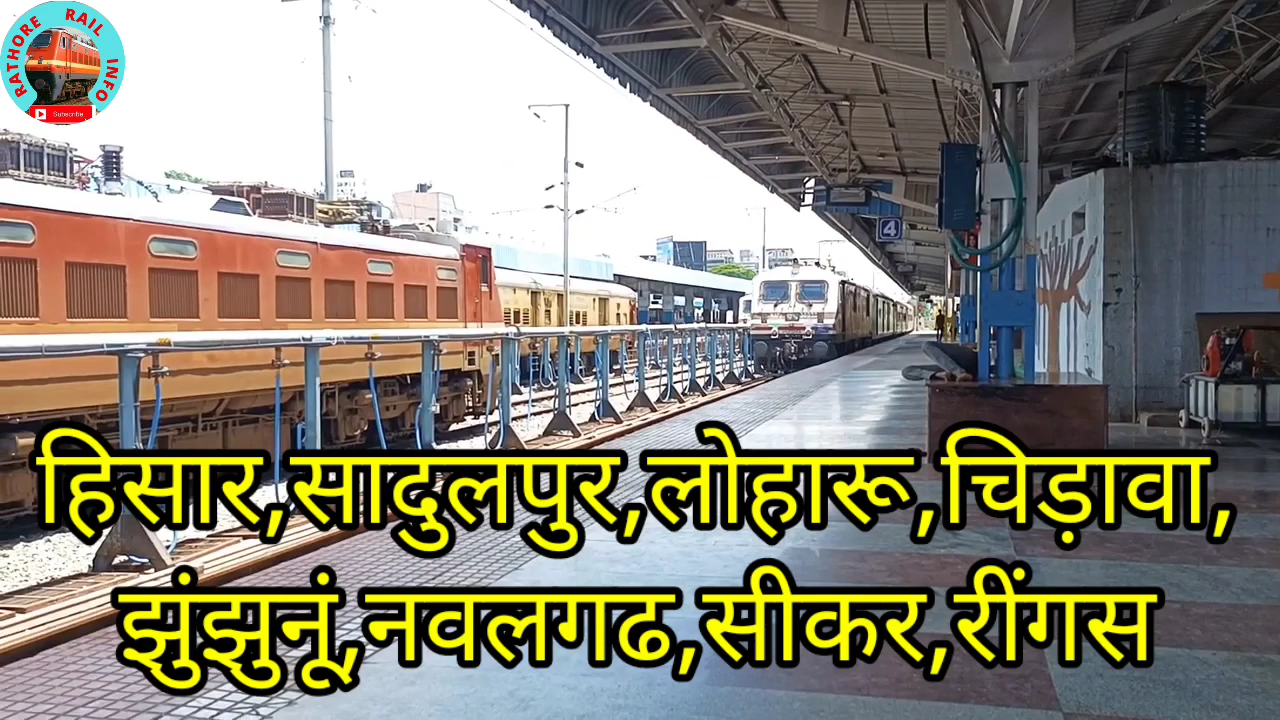 RATHORE RAIL INFO
Subscribe
4
हिसार,सादुलपुर,लोहारू,चिड़ावा,
झुंझुनूं,नवलगढ,सीकर,रींगस